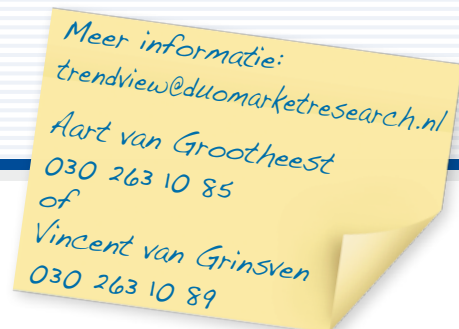 Meer informatie:
trendview@duomarketresearch.nl
Aart van Grootheest
030 263 10 85
of
Vincent van Grinsven
030 263 10 89